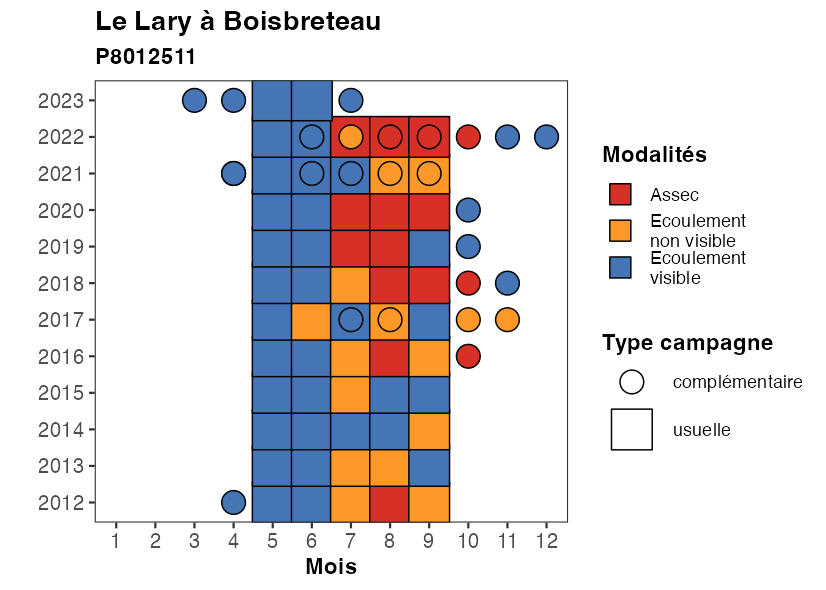 Le Lary à Boisbreteau
P8012511
2023
2022
2021
2020
2019
2018
2017
2016
2015
2014
2013
2012
1 2 3 4 5 6 7 8 9 10 11 12
Mois
Modalités
Assec
Ecoulement
non visible
Ecoulement
visible
Type campagne
complémentaire
usuelle